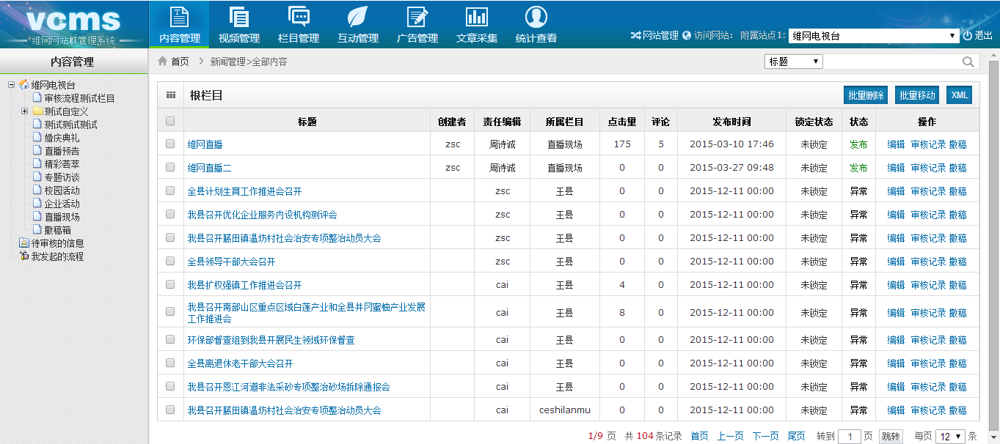 vcms
*维网网站群管理系统
内容管理 视频管理 栏目管理 互动管理 广告管理 文章采集 统计查看
网站管理 访问网站: 附属站点1: 维网电视台 退出
内容管理
首页 新闻管理>全部内容 标题
维网电视台
审核流程测试栏目
测试自定义
测试测试测试
婚庆典礼
直播预告
精彩荟萃
专题访谈
校园活动
企业活动
直播现场
撤稿箱
待审核的信息
我发起的流程
根栏目 批量删除 批量移动 XML
标题 创建者 责任编辑 所属栏目 点击量 评论 发布时间 锁定状态 状态 操作
维网直播 zsc 周诗诚 直播现场 175 5 2015-03-10 17:46 未锁定 发布 编辑 审核记录 撤稿
维网直播二 zsc 周诗诚 直播现场 0 0 2015-03-27 09:48 未锁定 发布 编辑 审核记录 撤稿
全县计划生育工作推进会召开 zsc 王县 0 0 2015-12-11 00:00 未锁定 异常 编辑 审核记录 撤稿
我县召开优化企业服务内设机构测评会 zsc 王县 0 0 2015-12-11 00:00 未锁定 异常 编辑 审核记录 撤稿
我县召开藤田镇温坊村社会治安专项整治动员大会 zsc 王县 0 0 2015-12-11 00:00 未锁定 异常 编辑 审核记录 撤稿
全县领导干部大会召开 zsc 王县 0 0 2015-12-11 00:00 未锁定 异常 编辑 审核记录 撤稿
我县扩权强镇工作推进会召开 cai 王县 4 0 2015-12-11 00:00 未锁定 异常 编辑 审核记录 撤稿
我县召开南部山区重点区域白莲产业和全县井冈蜜柚产业发展
工作推进会 cai 王县 8 0 2015-12-11 00:00 未锁定 异常 编辑 审核记录 撤稿
环保部督查组到我县开展民生领域环保督查 cai 王县 0 0 2015-12-11 00:00 未锁定 异常 编辑 审核记录 撤稿
全县离退休老干部大会召开 cai 王县 0 0 2015-12-11 00:00 未锁定 异常 编辑 审核记录 撤稿
我县召开恩江河道非法采砂专项整治砂场拆除通报会 cai 王县 0 0 2015-12-11 00:00 未锁定 异常 编辑 审核记录 撤稿
我县召开藤田镇温坊村社会治安专项整治动员大会 cai ceshilanmu 0 0 2015-12-11 00:00 未锁定 异常 编辑 审核记录 撤稿
1/9 页 共 104 条记录 首页 上一页 下一页 尾页 转到 1 页 跳转 每页 12 条